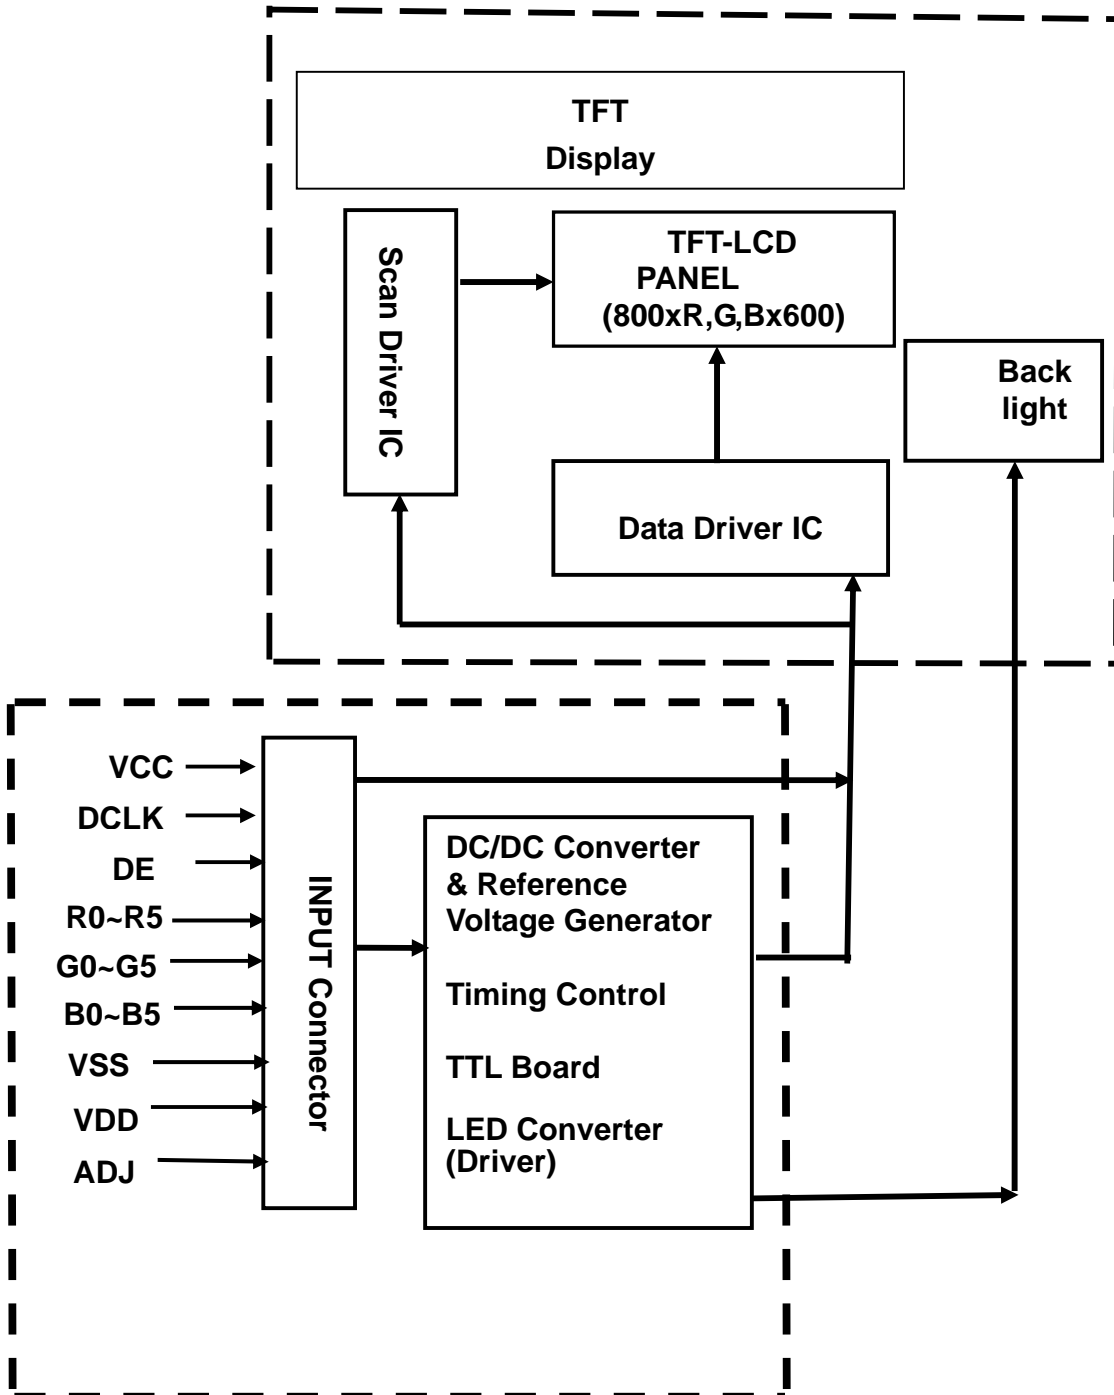 TFT
Display
TFT-LCD
PANEL
(800xR,G,Bx600)
Scan Driver IC
Back
light
Data Driver IC
VCC
DCLK
DE
R0~R5
G0~G5
B0~B5
VSS
VDD
ADJ
INPUT Connector
DC/DC Converter
& Reference
Voltage Generator
Timing Control
TTL Board
LED Converter
(Driver)